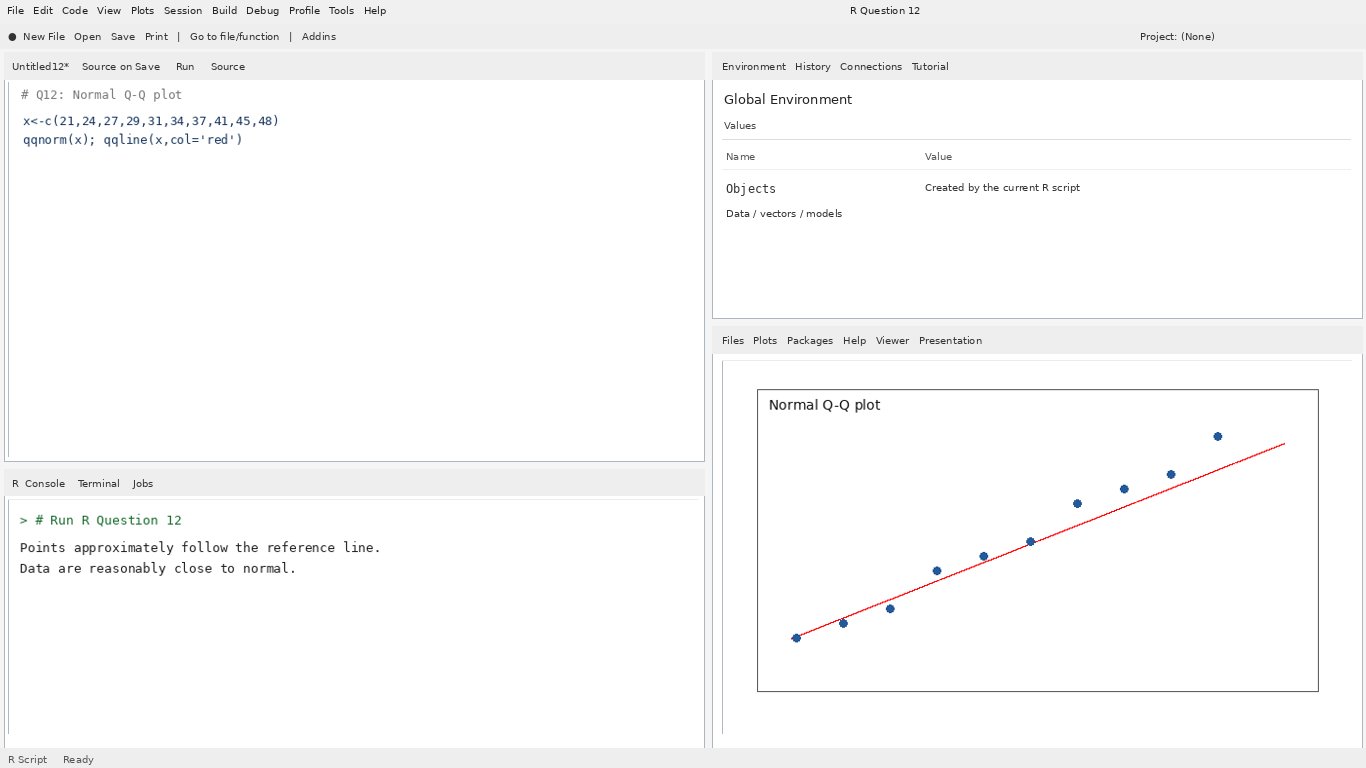 File Edit Code View Plots Session Build Debug Profile Tools Help R Question 12
● New File Open Save Print | Go to file/function | Addins Project: (None)
Untitled12* Source on Save Run Source
# Q12: Normal Q-Q plot
x<-c(21,24,27,29,31,34,37,41,45,48)
qqnorm(x); qqline(x,col='red')
R Console Terminal Jobs
> # Run R Question 12
Points approximately follow the reference line.
Data are reasonably close to normal.
Environment History Connections Tutorial
Global Environment
Values
Name Value
Objects Created by the current R script
Data / vectors / models
Files Plots Packages Help Viewer Presentation
Normal Q-Q plot
R Script Ready